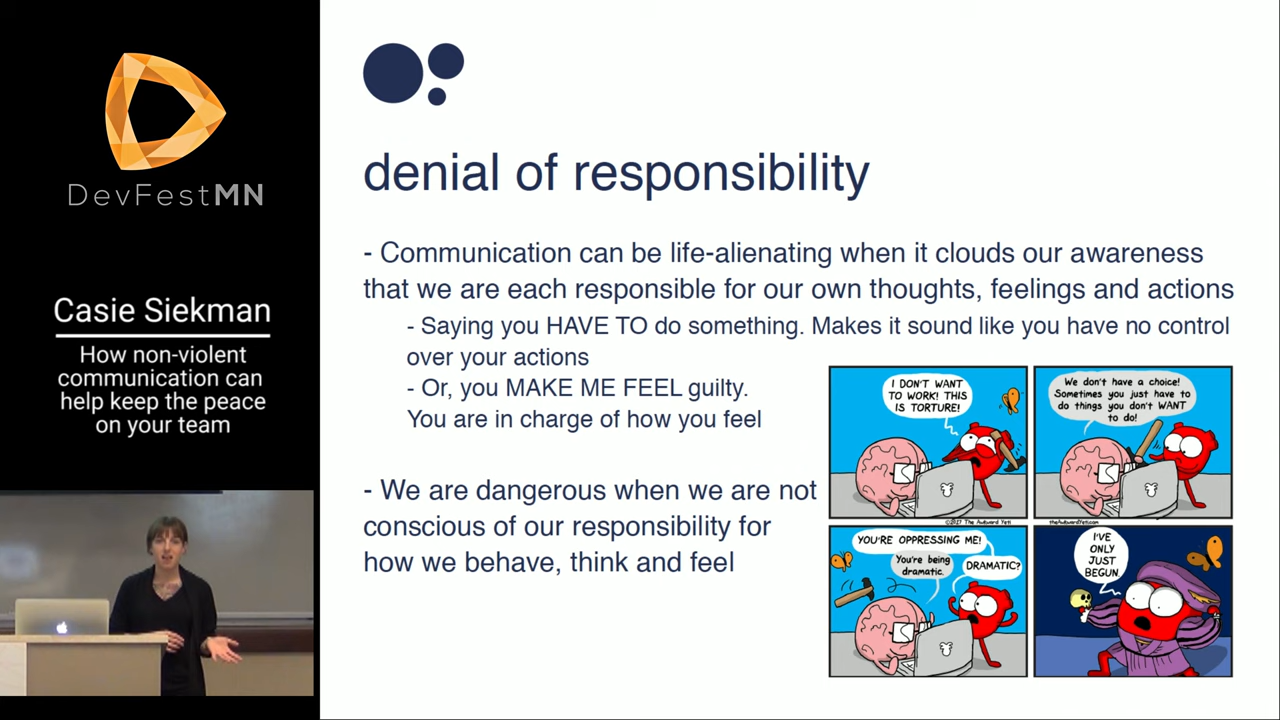 DevFestMN
Casie Siekman
How non-violent
communication can
help keep the peace
on your team
denial of responsibility
- Communication can be life-alienating when it clouds our awareness
that we are each responsible for our own thoughts, feelings and actions
- Saying you HAVE TO do something. Makes it sound like you have no control
over your actions
- Or, you MAKE ME FEEL guilty.
You are in charge of how you feel
- We are dangerous when we are not
conscious of our responsibility for
how we behave, think and feel
I DON'T WANT
TO WORK! THIS
IS TORTURE!
We don't have a choice!
Sometimes you just have to
do things you don't WANT
to do!
©2017 The Awkward Yeti
theAwkwardYeti.com
YOU'RE OPPRESSING ME!
You're being
dramatic.
DRAMATIC?
I'VE
ONLY
JUST
BEGUN.